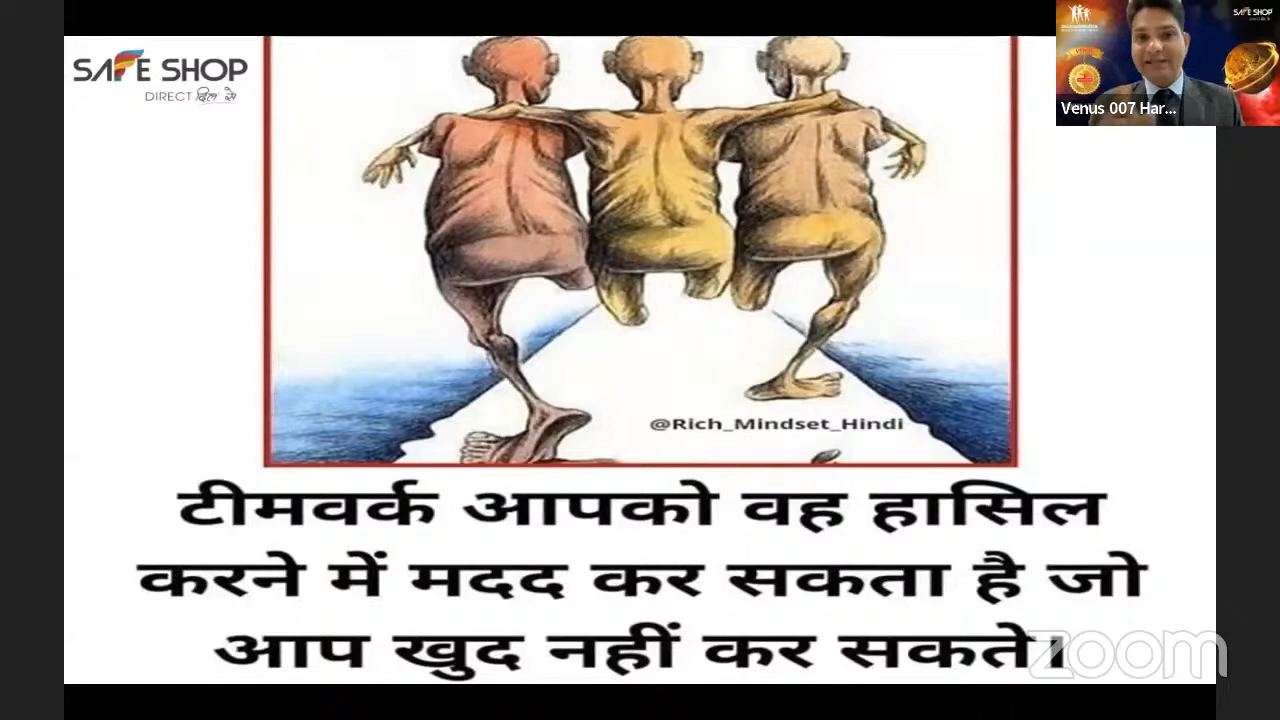 SAFE SHOP
DIRECT दिल से
SAFE SHOP
Venus 007 Har...
@Rich_Mindset_Hindi
टीमवर्क आपको वह हासिल
करने में मदद कर सकता है जो
आप खुद नहीं कर सकते।
zoom